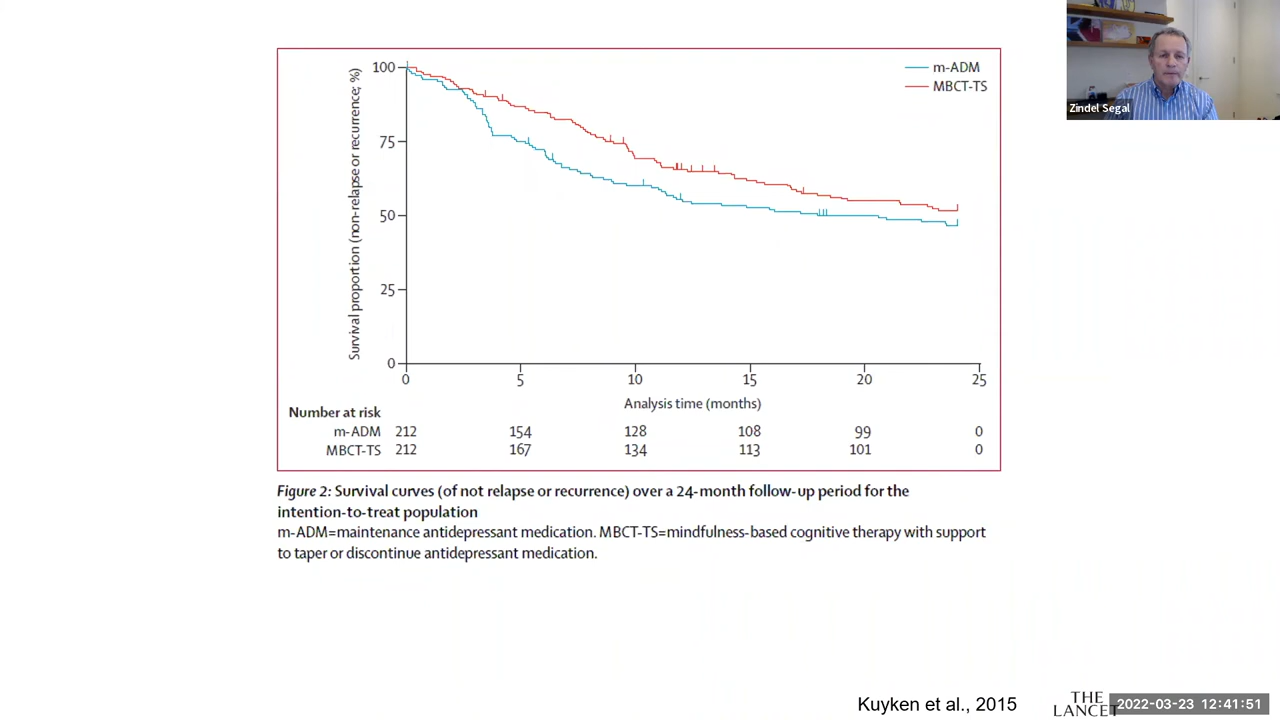 Zindel Segal
m-ADM
MBCT-TS
Survival proportion (non-relapse or recurrence; %)
100
75
50
25
0
0 5 10 15 20 25
Analysis time (months)
Number at risk
m-ADM 212 154 128 108 99 0
MBCT-TS 212 167 134 113 101 0
Figure 2: Survival curves (of not relapse or recurrence) over a 24-month follow-up period for the
intention-to-treat population
m-ADM=maintenance antidepressant medication. MBCT-TS=mindfulness-based cognitive therapy with support
to taper or discontinue antidepressant medication.
Kuyken et al., 2015
THE
LANCET
2022-03-23 12:41:51